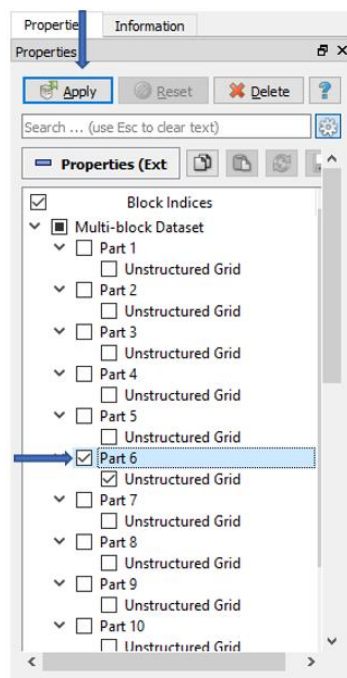 Propertie Information
Properties
Apply Reset Delete ?
Search ... (use Esc to clear text)
Properties (Ext
Block Indices
Multi-block Dataset
Part 1
Unstructured Grid
Part 2
Unstructured Grid
Part 3
Unstructured Grid
Part 4
Unstructured Grid
Part 5
Unstructured Grid
Part 6
Unstructured Grid
Part 7
Unstructured Grid
Part 8
Unstructured Grid
Part 9
Unstructured Grid
Part 10
Unstructured Grid